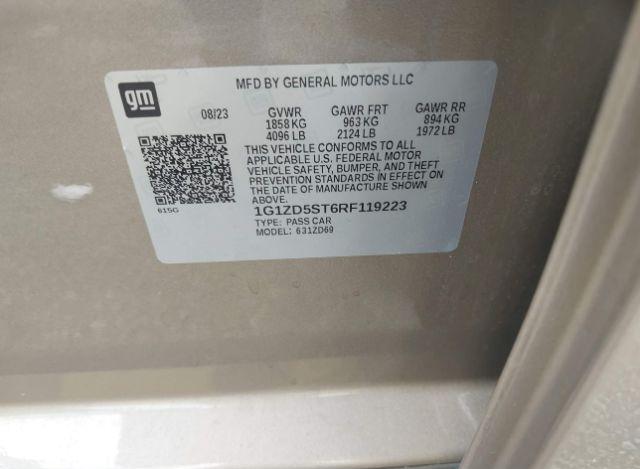 gm
MFD BY GENERAL MOTORS LLC
08/23 GVWR GAWR FRT GAWR RR
1858 KG 963 KG 894 KG
4096 LB 2124 LB 1972 LB
THIS VEHICLE CONFORMS TO ALL
APPLICABLE U.S. FEDERAL MOTOR
VEHICLE SAFETY, BUMPER, AND THEFT
PREVENTION STANDARDS IN EFFECT ON
THE DATE OF MANUFACTURE SHOWN
ABOVE.
615G
1G1ZD5ST6RF119223
TYPE: PASS CAR
MODEL: 631ZD69